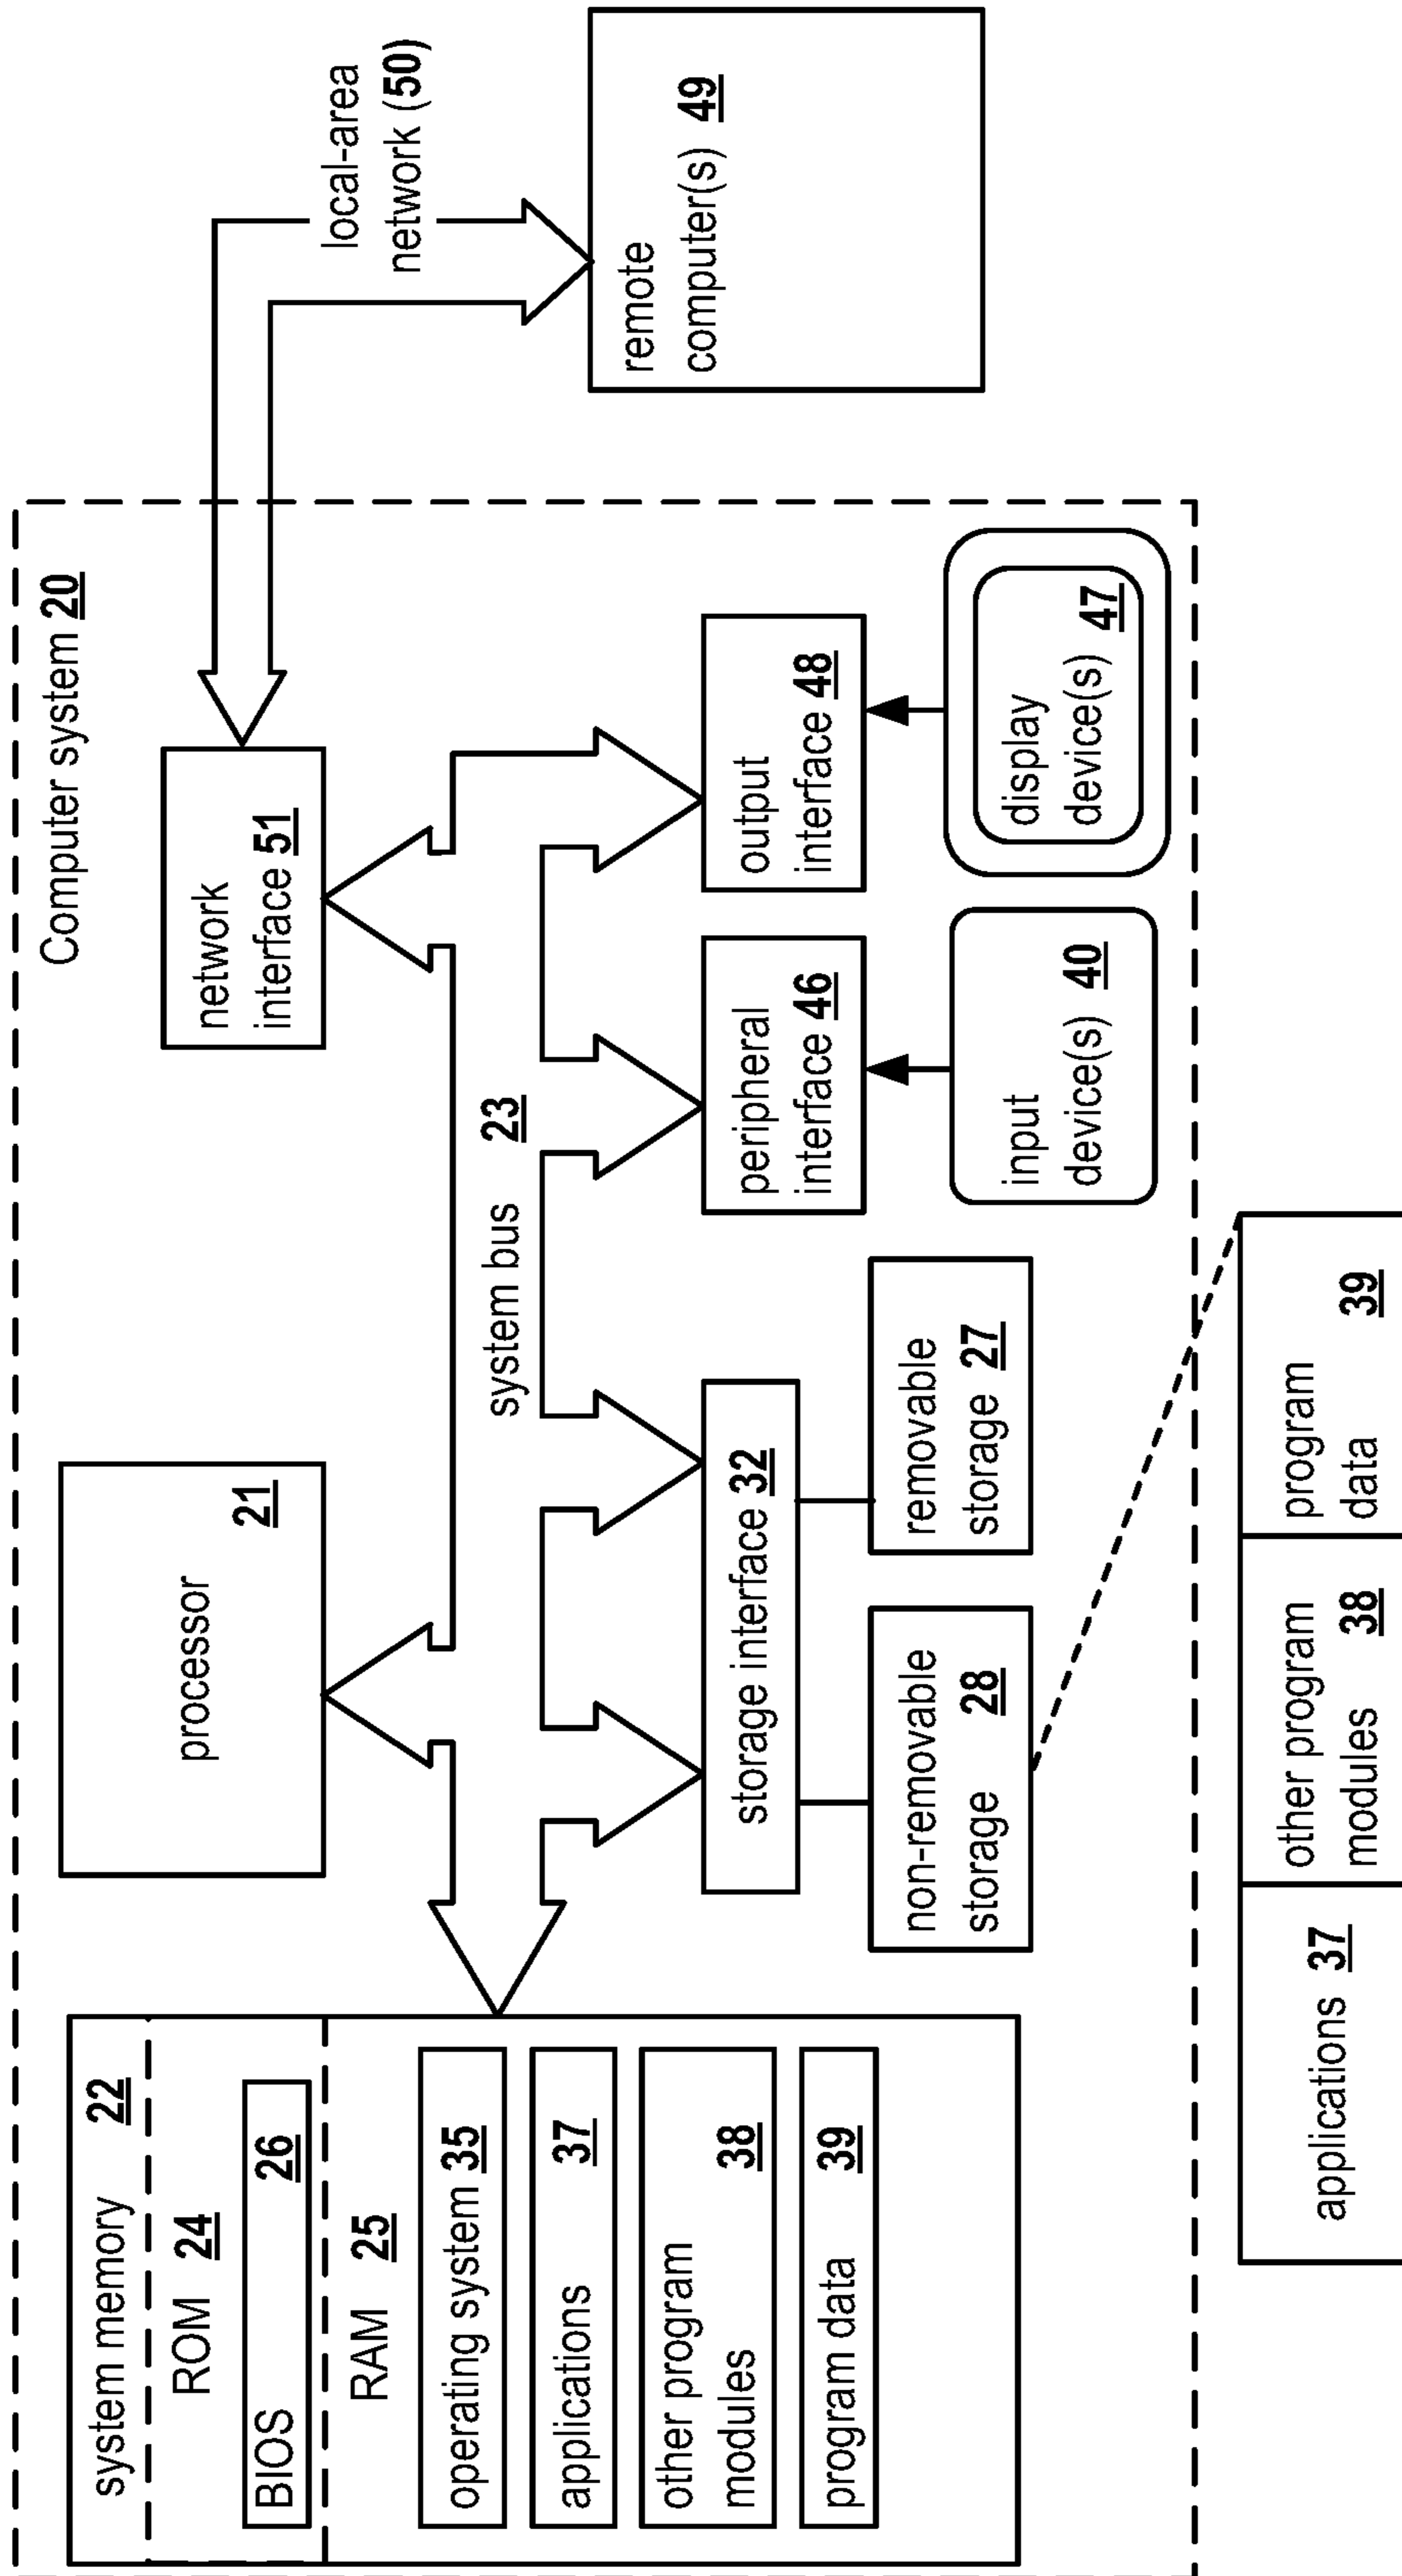 Computer system 20
system memory 22
ROM 24
BIOS 26
RAM 25
operating system 35
applications 37
other program
modules 38
program data 39
processor
21
network
interface 51
local-area
network (50)
system bus 23
storage interface 32
non-removable
storage 28
removable
storage 27
peripheral
interface 46
output
interface 48
input
device(s) 40
display
device(s) 47
remote
computer(s) 49
applications 37
other program
modules 38
program
data 39